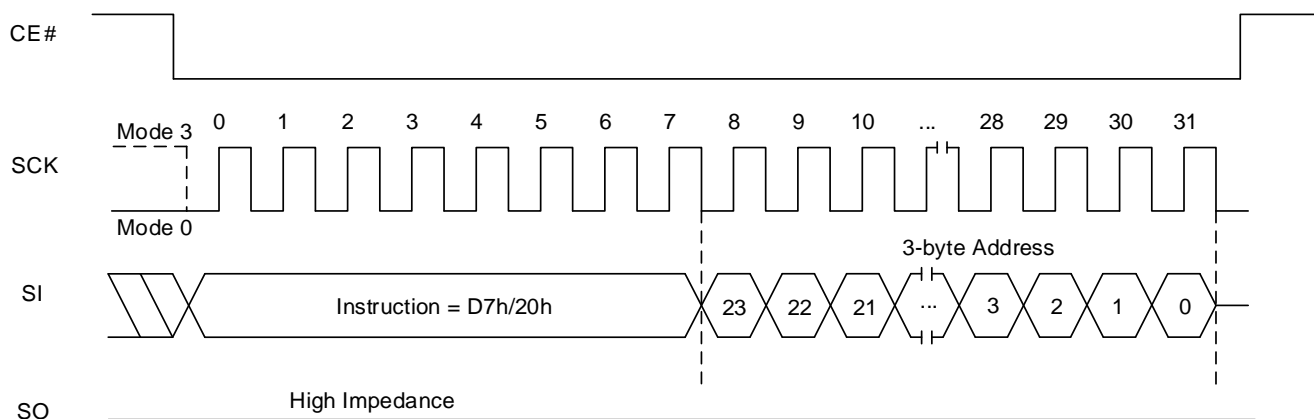 CE#
Mode 3
0 1 2 3 4 5 6 7 8 9 10 ... 28 29 30 31
SCK
Mode 0
3-byte Address
SI
Instruction = D7h/20h
23 22 21 ... 3 2 1 0
High Impedance
SO